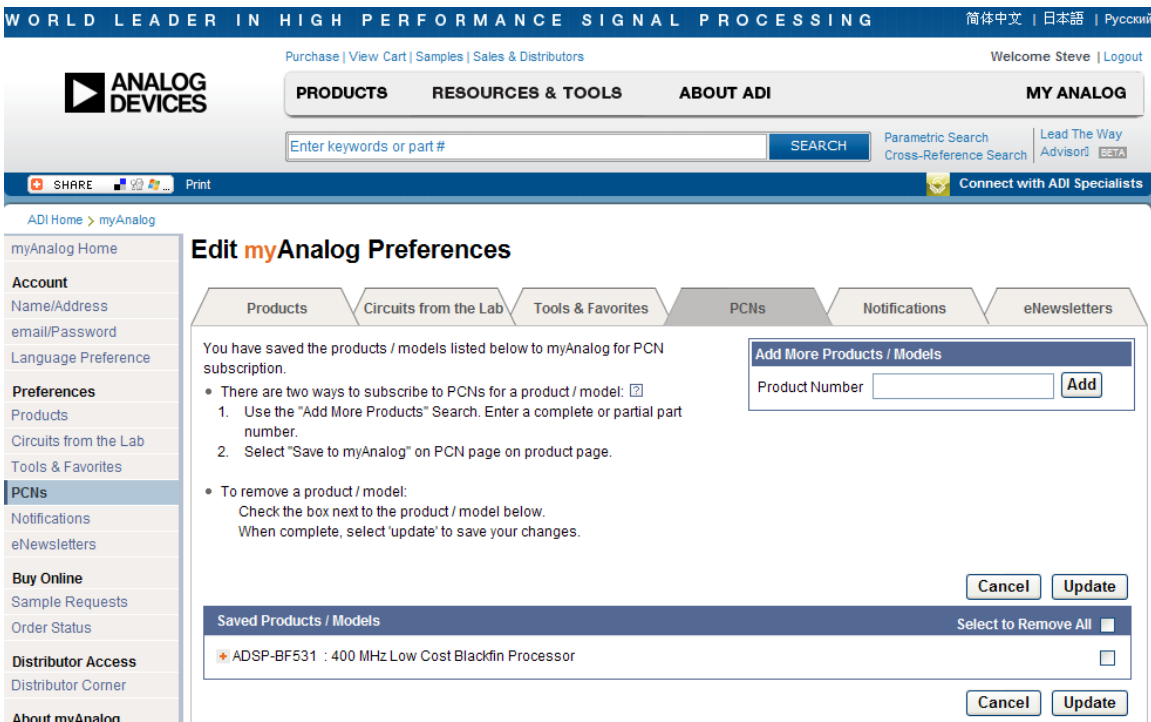 WORLD LEADER IN HIGH PERFORMANCE SIGNAL PROCESSING
简体中文 | 日本語 | Русский
Purchase | View Cart | Samples | Sales & Distributors
Welcome Steve | Logout
ANALOG
DEVICES
PRODUCTS RESOURCES & TOOLS ABOUT ADI MY ANALOG
Enter keywords or part #
SEARCH
Parametric Search
Cross-Reference Search
Lead The Way
Advisor BETA
SHARE ...
Print
Connect with ADI Specialists
ADI Home > myAnalog
myAnalog Home
Account
Name/Address
email/Password
Language Preference
Preferences
Products
Circuits from the Lab
Tools & Favorites
PCNs
Notifications
eNewsletters
Buy Online
Sample Requests
Order Status
Distributor Access
Distributor Corner
About myAnalog
Edit myAnalog Preferences
Products Circuits from the Lab Tools & Favorites PCNs Notifications eNewsletters
You have saved the products / models listed below to myAnalog for PCN
subscription.
• There are two ways to subscribe to PCNs for a product / model: ?
1. Use the "Add More Products" Search. Enter a complete or partial part
number.
2. Select "Save to myAnalog" on PCN page on product page.
• To remove a product / model:
Check the box next to the product / model below.
When complete, select 'update' to save your changes.
Add More Products / Models
Product Number Add
Cancel Update
Saved Products / Models Select to Remove All
ADSP-BF531 : 400 MHz Low Cost Blackfin Processor
Cancel Update